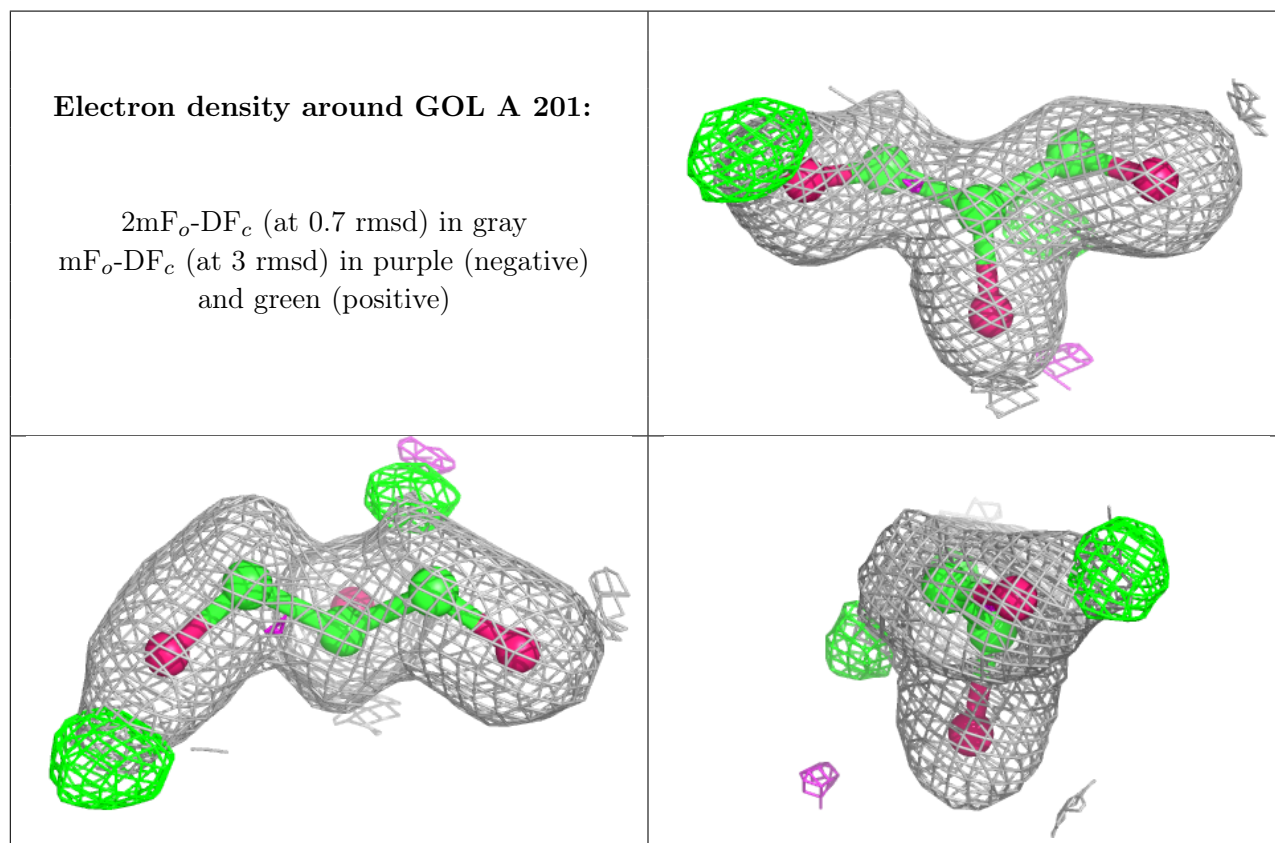 Electron density around GOL A 201:
2mFo-DFc (at 0.7 rmsd) in gray
mFo-DFc (at 3 rmsd) in purple (negative)
and green (positive)